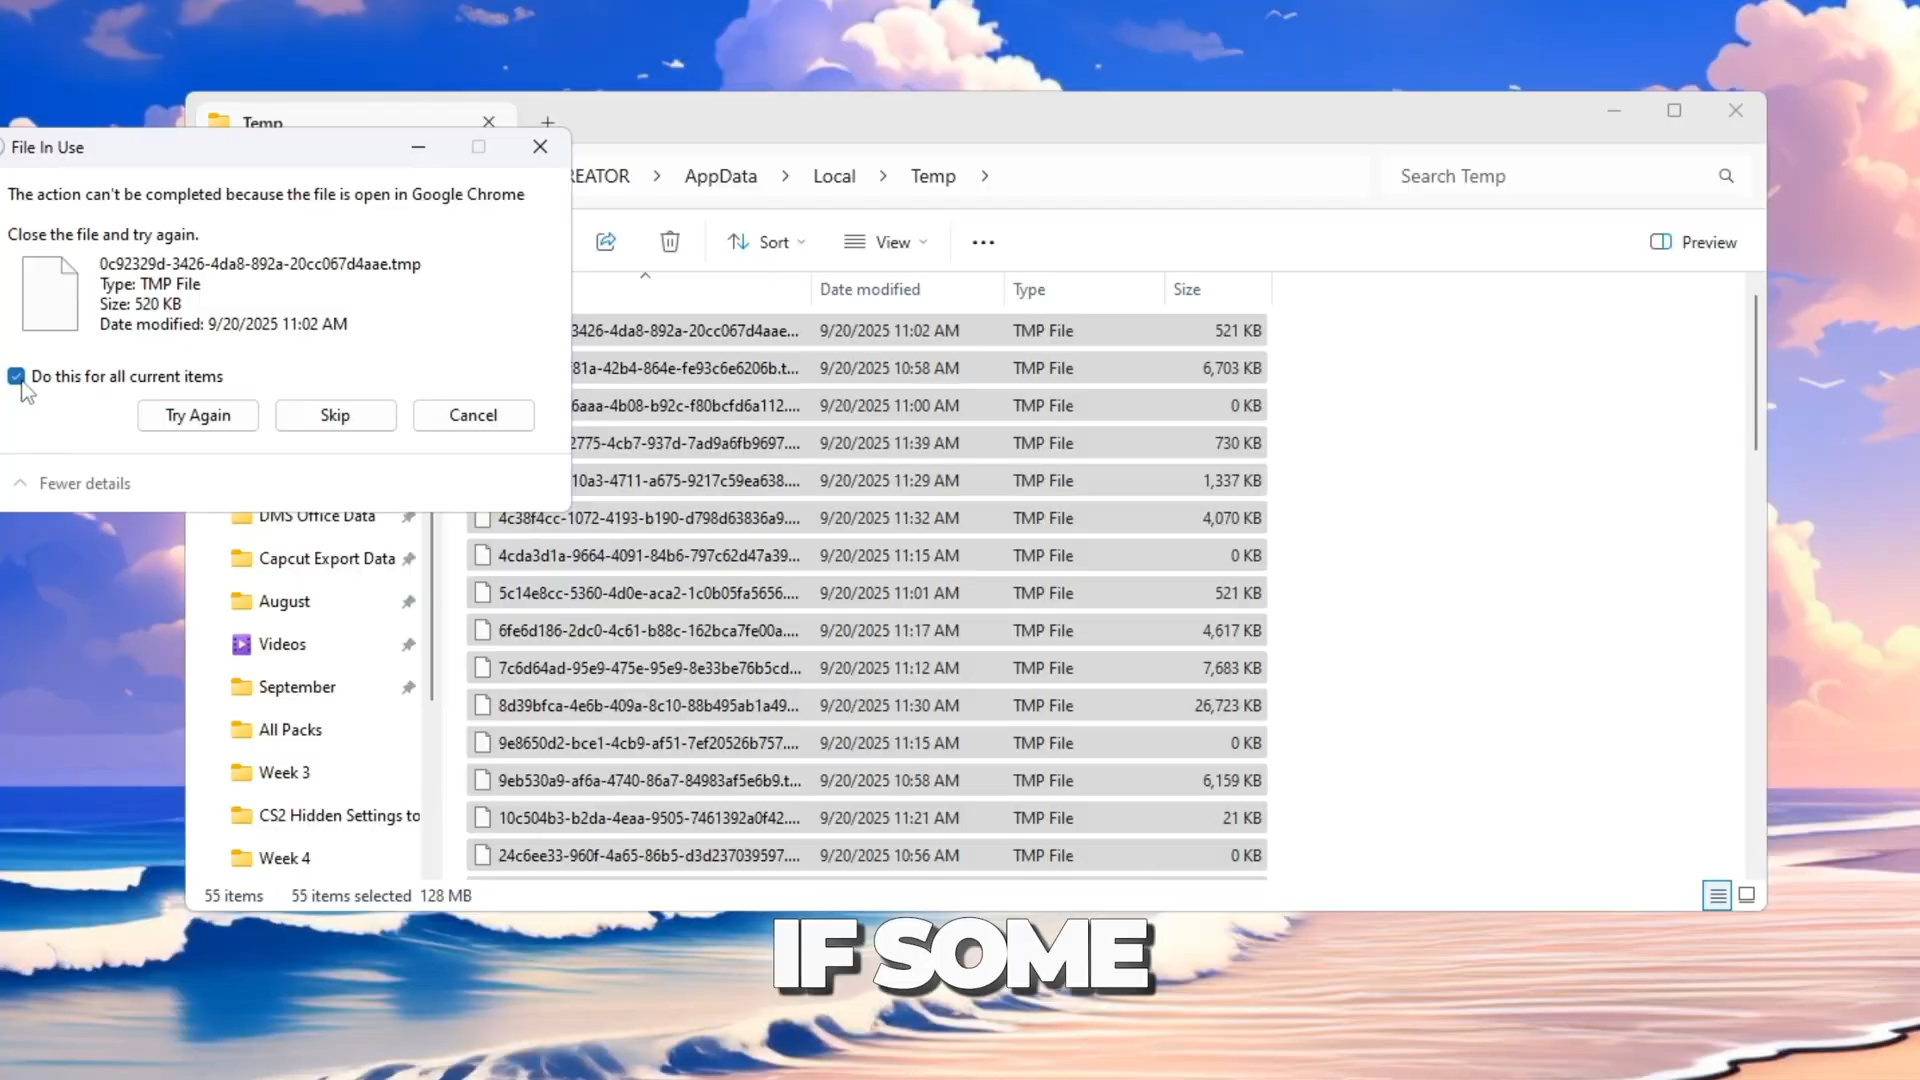 Temp
File In Use
The action can't be completed because the file is open in Google Chrome
Close the file and try again.
0c92329d-3426-4da8-892a-20cc067d4aae.tmp
Type: TMP File
Size: 520 KB
Date modified: 9/20/2025 11:02 AM
Do this for all current items
Try Again Skip Cancel
Fewer details
REATOR > AppData > Local > Temp >
Search Temp
Sort View ... Preview
Date modified Type Size
3426-4da8-892a-20cc067d4aae... 9/20/2025 11:02 AM TMP File 521 KB
781a-42b4-864e-fe93c6e6206b.t... 9/20/2025 10:58 AM TMP File 6,703 KB
6aaa-4b08-b92c-f80bcfd6a112.... 9/20/2025 11:00 AM TMP File 0 KB
2775-4cb7-937d-7ad9a6fb9697.... 9/20/2025 11:39 AM TMP File 730 KB
10a3-4711-a675-9217c59ea638.... 9/20/2025 11:29 AM TMP File 1,337 KB
4c38f4cc-1072-4193-b190-d798d63836a9.... 9/20/2025 11:32 AM TMP File 4,070 KB
4cda3d1a-9664-4091-84b6-797c62d47a39... 9/20/2025 11:15 AM TMP File 0 KB
5c14e8cc-5360-4d0e-aca2-1c0b05fa5656.... 9/20/2025 11:01 AM TMP File 521 KB
6fe6d186-2dc0-4c61-b88c-162bca7fe00a.... 9/20/2025 11:17 AM TMP File 4,617 KB
7c6d64ad-95e9-475e-95e9-8e33be76b5cd... 9/20/2025 11:12 AM TMP File 7,683 KB
8d39bfca-4e6b-409a-8c10-88b495ab1a49... 9/20/2025 11:30 AM TMP File 26,723 KB
9e8650d2-bce1-4cb9-af51-7ef20526b757.... 9/20/2025 11:15 AM TMP File 0 KB
9eb530a9-af6a-4740-86a7-84983af5e6b9.t... 9/20/2025 10:58 AM TMP File 6,159 KB
10c504b3-b2da-4eaa-9505-7461392a0f42.... 9/20/2025 11:21 AM TMP File 21 KB
24c6ee33-960f-4a65-86b5-d3d237039597.... 9/20/2025 10:56 AM TMP File 0 KB
DMS Office Data
Capcut Export Data
August
Videos
September
All Packs
Week 3
CS2 Hidden Settings to
Week 4
55 items 55 items selected 128 MB
IF SOME